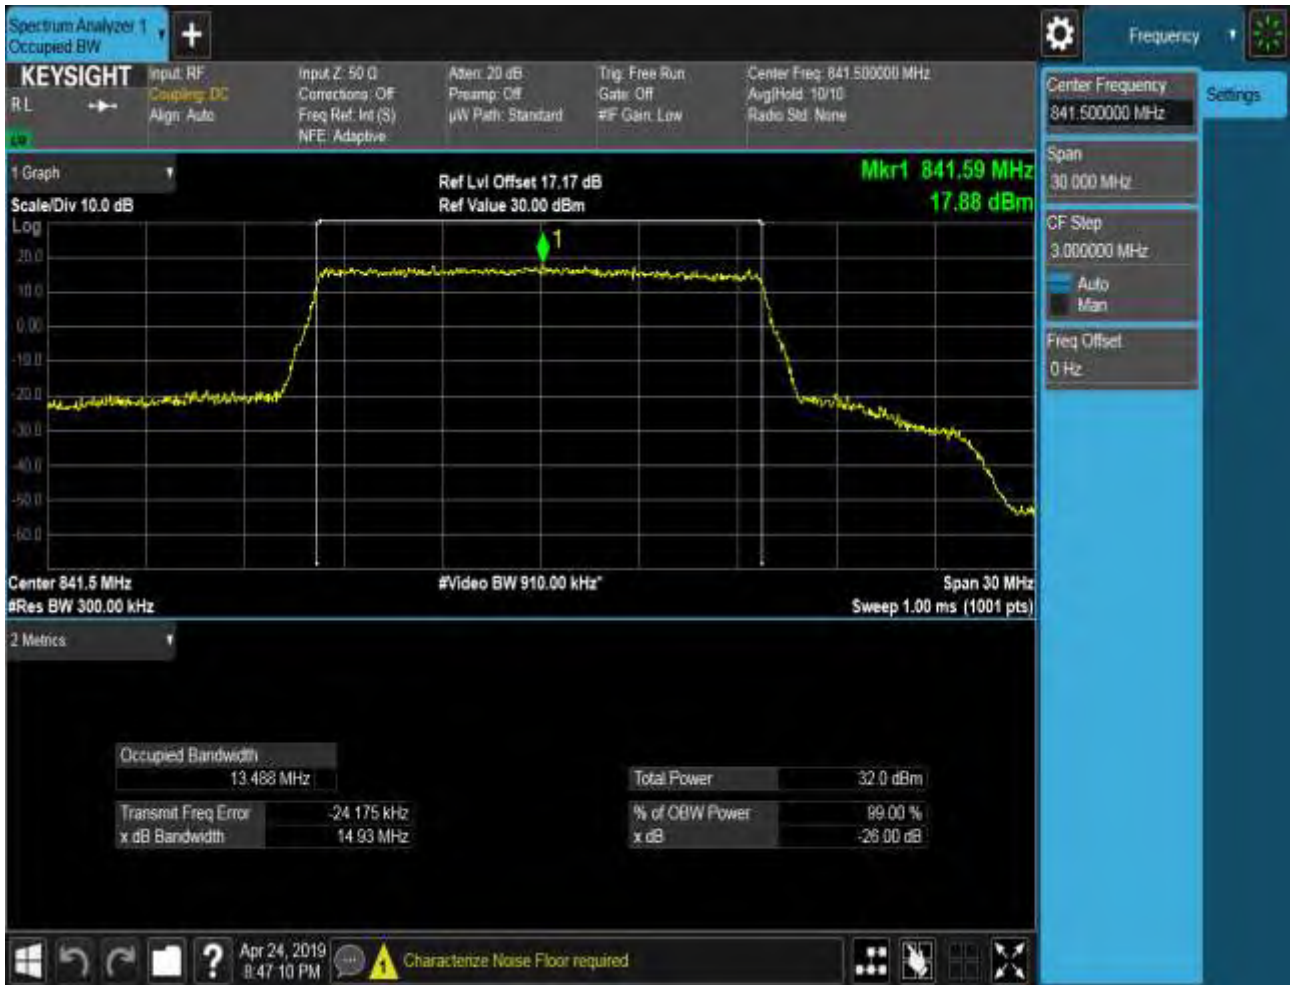 Spectrum Analyzer 1
Occupied BW
Frequency
KEYSIGHT
R L
Input: RF
Coupling: DC
Align: Auto
Input Z: 50 Ω
Corrections: Off
Freq Ref: Int (S)
NFE: Adaptive
Atten: 20 dB
Preamp: Off
µW Path: Standard
Trig: Free Run
Gate: Off
#IF Gain: Low
Center Freq: 841.500000 MHz
Avg|Hold: 10/10
Radio Std: None
Center Frequency
841.500000 MHz
Settings
Span
30.000 MHz
CF Step
3.000000 MHz
Auto
Man
Freq Offset
0 Hz
1 Graph
Scale/Div 10.0 dB
Ref Lvl Offset 17.17 dB
Ref Value 30.00 dBm
Mkr1 841.59 MHz
17.88 dBm
Log
1
20.0
10.0
0.00
-10.0
-20.0
-30.0
-40.0
-50.0
-60.0
Center 841.5 MHz
#Video BW 910.00 kHz*
Span 30 MHz
#Res BW 300.00 kHz
Sweep 1.00 ms (1001 pts)
2 Metrics
Occupied Bandwidth
13.488 MHz
Transmit Freq Error -24.175 kHz
x dB Bandwidth 14.93 MHz
Total Power 32.0 dBm
% of OBW Power 99.00 %
x dB -26.00 dB
Apr 24, 2019
8:47:10 PM
Characterize Noise Floor required